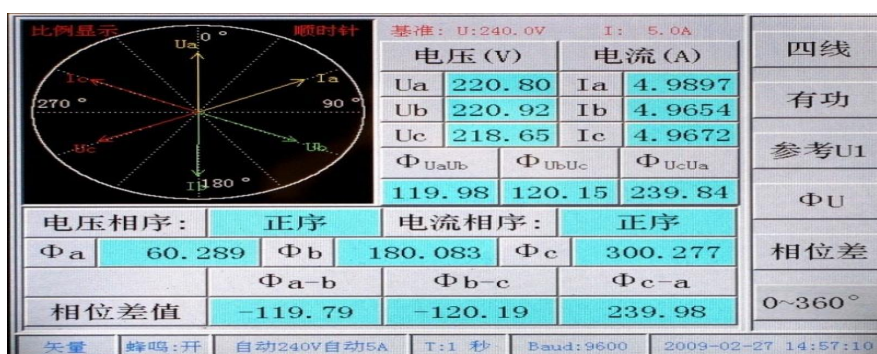 比例显示 顺时针
0°
Ua
Ic
Ia
270° 90°
Uc Ub
Ib 180°
基准: U:240.0V I: 5.0A
电压(V) 电流(A)
Ua 220.80 Ia 4.9897
Ub 220.92 Ib 4.9654
Uc 218.65 Ic 4.9672
ΦUaUb ΦUbUc ΦUcUa
119.98 120.15 239.84
电压相序: 正序 电流相序: 正序
Φa 60.289 Φb 180.083 Φc 300.277
Φa-b Φb-c Φc-a
相位差值 -119.79 -120.19 239.98
四线
有功
参考U1
ΦU
相位差
0~360°
矢量 蜂鸣:开 自动240V自动5A T:1 秒 Baud:9600 2009-02-27 14:57:10